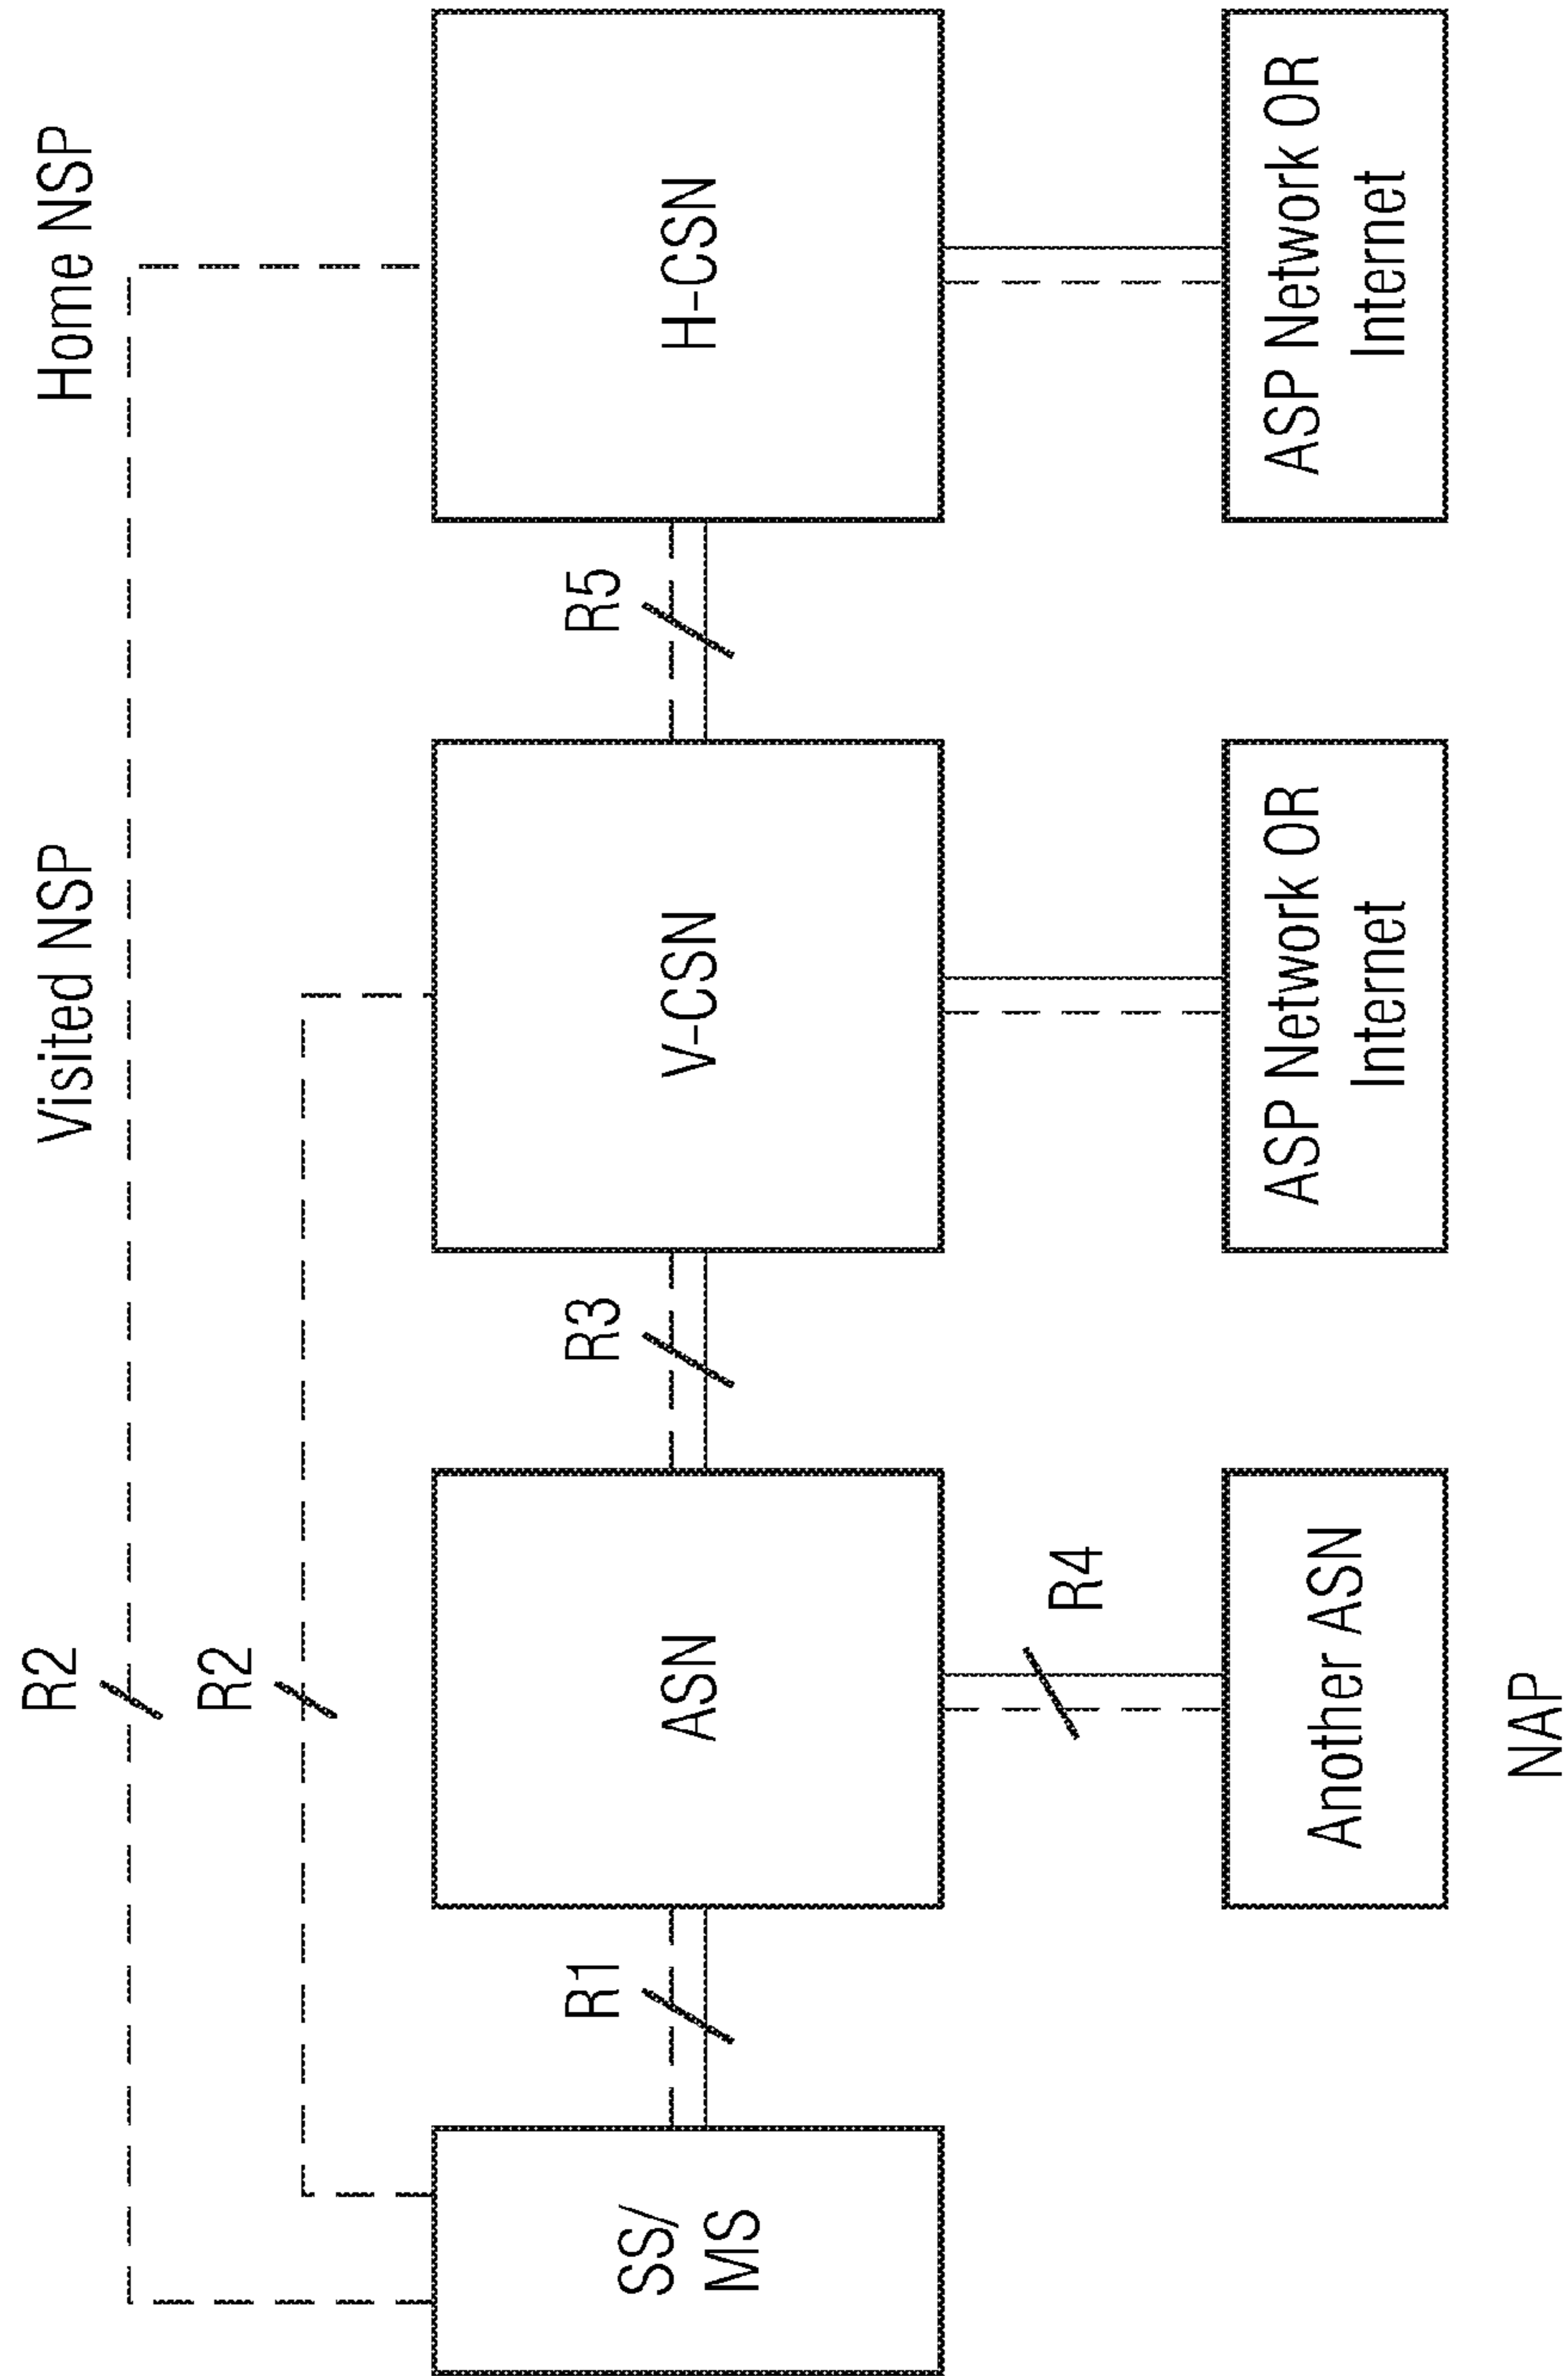 R2
Visited NSP
Home NSP
R2
SS/
MS
R1
ASN
R3
V-CSN
R5
H-CSN
R4
Another ASN
ASP Network OR
Internet
ASP Network OR
Internet
NAP